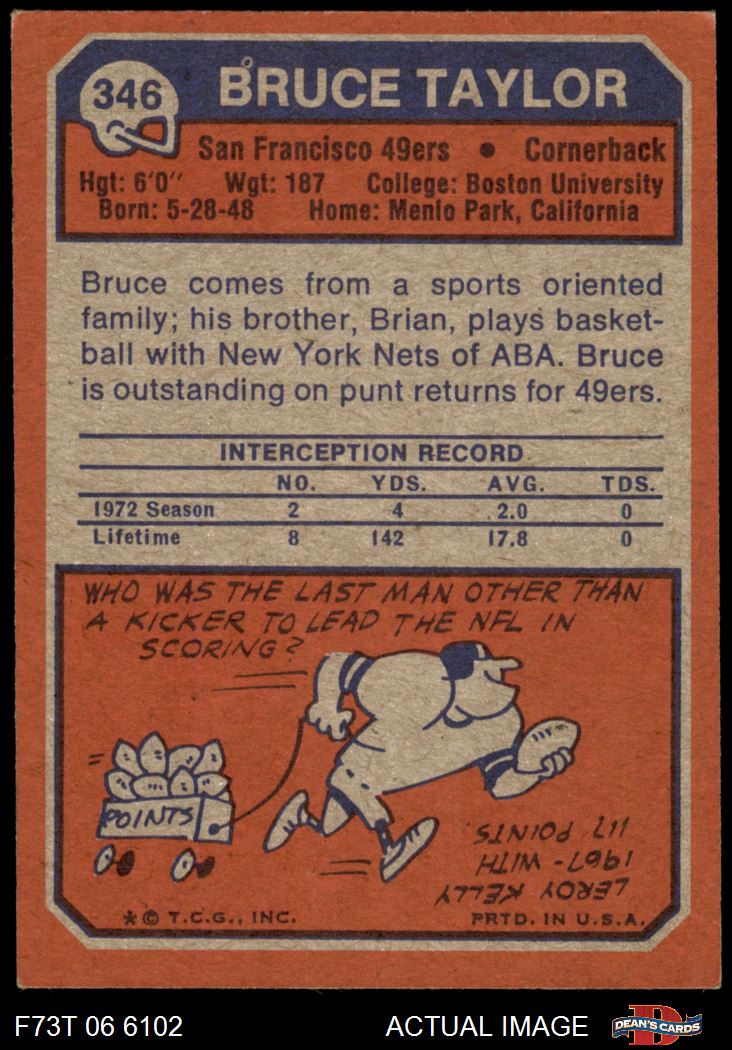 346
BRUCE TAYLOR
San Francisco 49ers • Cornerback
Hgt: 6'0" Wgt: 187 College: Boston University
Born: 5-28-48 Home: Menlo Park, California
Bruce comes from a sports oriented
family; his brother, Brian, plays basket-
ball with New York Nets of ABA. Bruce
is outstanding on punt returns for 49ers.
INTERCEPTION RECORD
NO. YDS. AVG. TDS.
1972 Season 2 4 2.0 0
Lifetime 8 142 17.8 0
WHO WAS THE LAST MAN OTHER THAN
A KICKER TO LEAD THE NFL IN
SCORING?
POINTS
LEROY KELLY
1967 - WITH
117 POINTS
*© T.C.G., INC. PRTD. IN U.S.A.
F73T 06 6102 ACTUAL IMAGE
D
DEAN'S CARDS